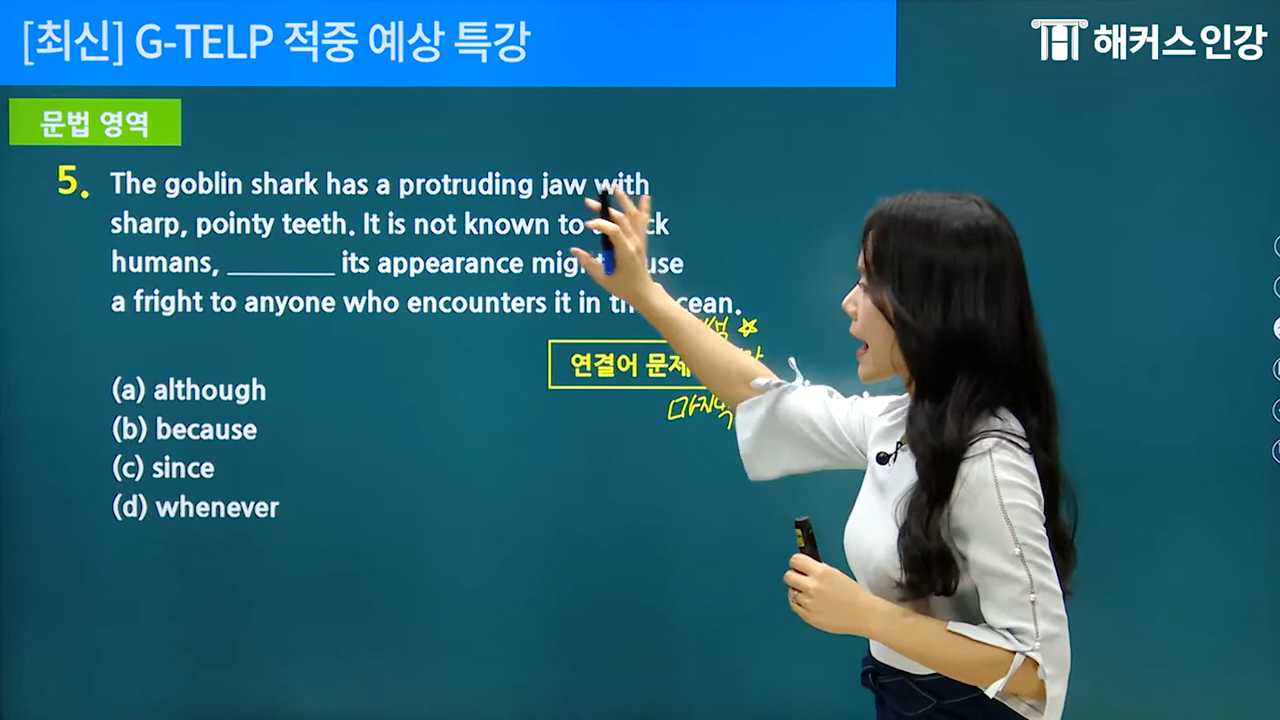 [최신] G-TELP 적중 예상 특강
해커스인강
문법 영역
5. The goblin shark has a protruding jaw with
sharp, pointy teeth. It is not known to
humans, ________ its appearance
a fright to anyone who encounters it in
연결어 문제
(a) although
(b) because
(c) since
(d) whenever